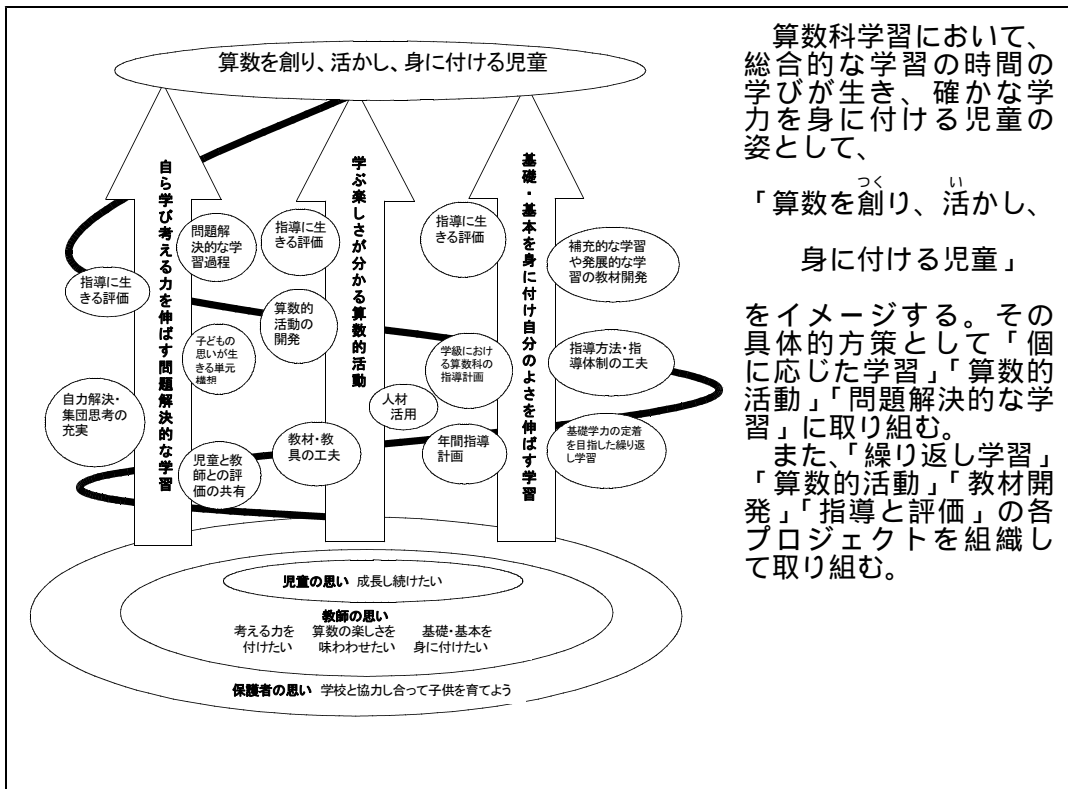 算数を創り、活かし、身に付ける児童
自ら学び考える力を伸ばす問題解決的な学習
学ぶ楽しさが分かる算数的活動
基礎・基本を身に付け自分のよさを伸ばす学習
指導に生
きる評価
問題解
決的な学
習過程
子どもの
思いが生
きる単元
構想
自力解決・
集団思考の
充実
児童と教
師との評
価の共有
指導に生
きる評価
算数的
活動の
開発
教材・教
具の工夫
人材
活用
指導に生
きる評価
学級におけ
る算数科の
指導計画
年間指導
計画
補充的な学習
や発展的な学
習の教材開発
指導方法・指
導体制の工夫
基礎学力の定着
を目指した繰り返
し学習
児童の思い 成長し続けたい
教師の思い
考える力を
付けたい
算数の楽しさを
味わわせたい
基礎・基本を
身に付けたい
保護者の思い 学校と協力し合って子供を育てよう
算数科学習において、
総合的な学習の時間の
学びが生き、確かな学
力を身に付ける児童の
姿として、
つく い
「算数を創り、活かし、
身に付ける児童」
をイメージする。その
具体的方策として「個
に応じた学習」「算数的
活動」「問題解決的な学
習」に取り組む。
また、「繰り返し学習」
「算数的活動」「教材開
発」「指導と評価」の各
プロジェクトを組織し
て取り組む。